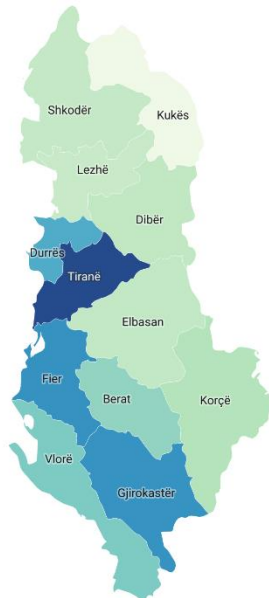 Shkodër
Kukës
Lezhë
Dibër
Durrës
Tiranë
Elbasan
Fier
Berat
Korçë
Vlorë
Gjirokastër